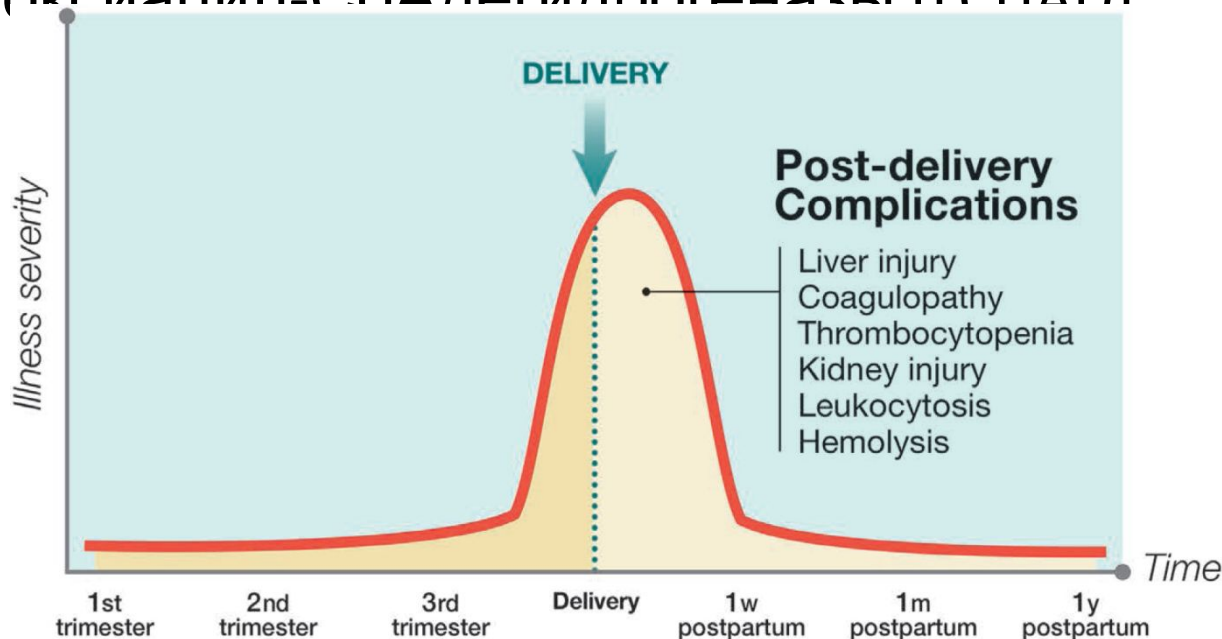 DELIVERY
Post-delivery
Complications
Liver injury
Coagulopathy
Thrombocytopenia
Kidney injury
Leukocytosis
Hemolysis
Illness severity
Time
1st trimester
2nd trimester
3rd trimester
Delivery
1w postpartum
1m postpartum
1y postpartum